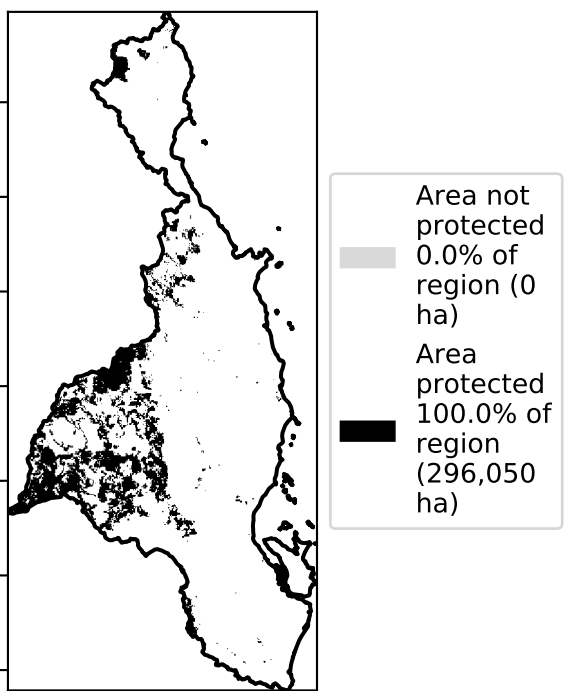 Area not
protected
0.0% of
region (0
ha)
Area
protected
100.0% of
region
(296,050
ha)